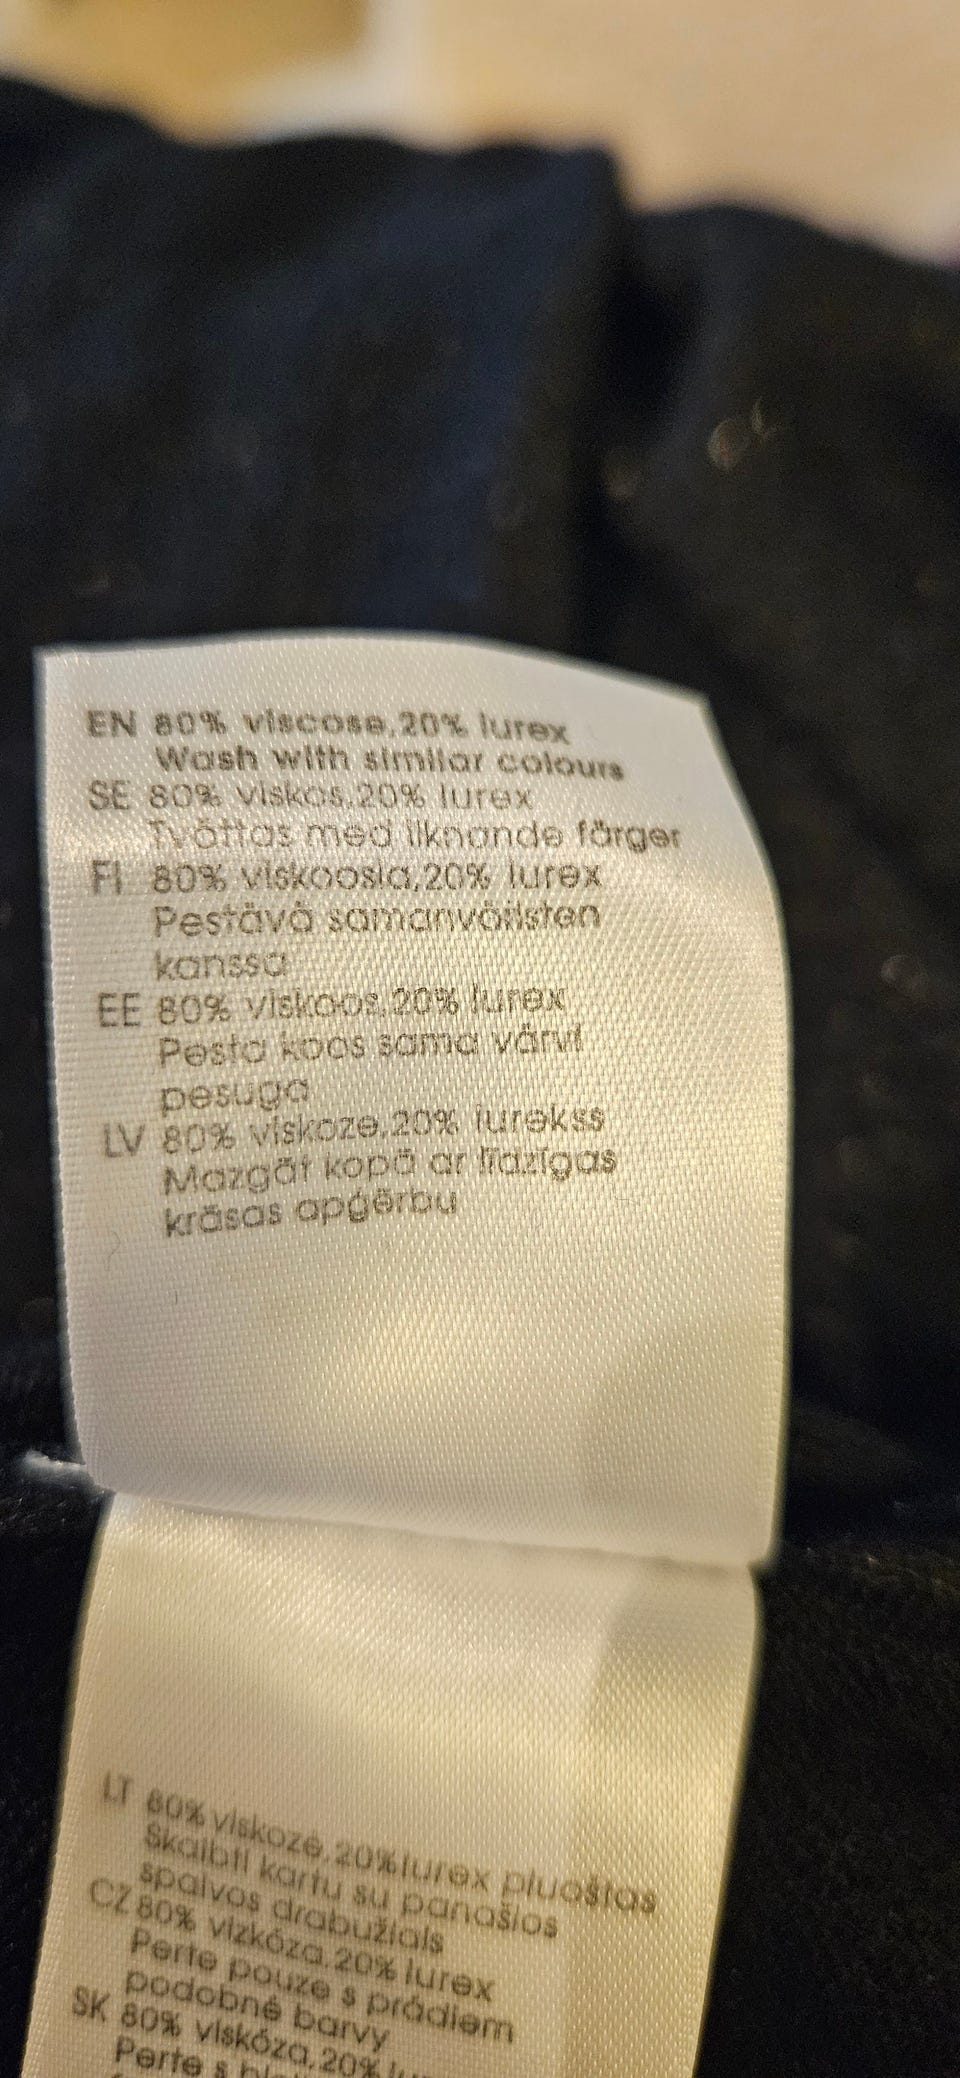 EN 80% viscose,20% lurex
Wash with similar colours
SE 80% viskos,20% lurex
Tvättas med liknande färger
FI 80% viskoosia,20% lurex
Pestävä samanväristen
kanssa
EE 80% viskoos,20% lurex
Pesta koos sama värvi
pesuga
LV 80% viskoze,20% lurekss
Mazgāt kopā ar līdzīgas
krāsas apģērbu
LT 80% viskozė,20% lurex pluoštas
Skalbti kartu su panašios
spalvos drabužiais
CZ 80% vizkóza,20% lurex
Perte pouze s prádlem
podobné barvy
SK 80% viskóza,20%
Perte s